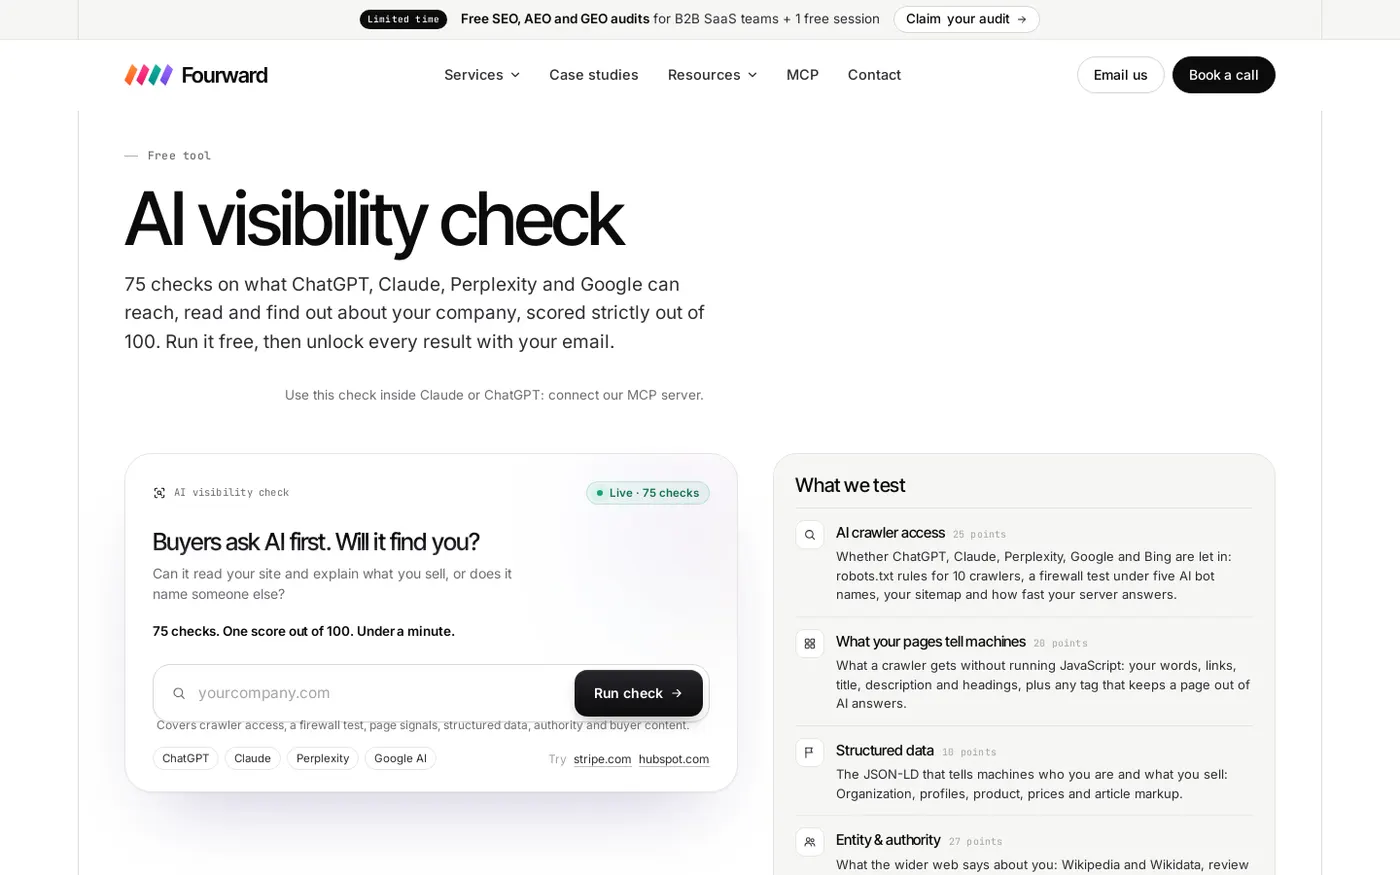 Limited time
Free SEO, AEO and GEO audits for B2B SaaS teams + 1 free session
Claim your audit →
Fourward
Services
Case studies
Resources
MCP
Contact
Email us
Book a call
Free tool
AI visibility check
75 checks on what ChatGPT, Claude, Perplexity and Google can
reach, read and find out about your company, scored strictly out of
100. Run it free, then unlock every result with your email.
Use this check inside Claude or ChatGPT: connect our MCP server.
AI visibility check
Live · 75 checks
Buyers ask AI first. Will it find you?
Can it read your site and explain what you sell, or does it
name someone else?
75 checks. One score out of 100. Under a minute.
yourcompany.com
Run check →
Covers crawler access, a firewall test, page signals, structured data, authority and buyer content.
ChatGPT
Claude
Perplexity
Google AI
Try stripe.com hubspot.com
What we test
AI crawler access 25 points
Whether ChatGPT, Claude, Perplexity, Google and Bing are let in:
robots.txt rules for 10 crawlers, a firewall test under five AI bot
names, your sitemap and how fast your server answers.
What your pages tell machines 20 points
What a crawler gets without running JavaScript: your words, links,
title, description and headings, plus any tag that keeps a page out of
AI answers.
Structured data 10 points
The JSON-LD that tells machines who you are and what you sell:
Organization, profiles, product, prices and article markup.
Entity & authority 27 points
What the wider web says about you: Wikipedia and Wikidata, review